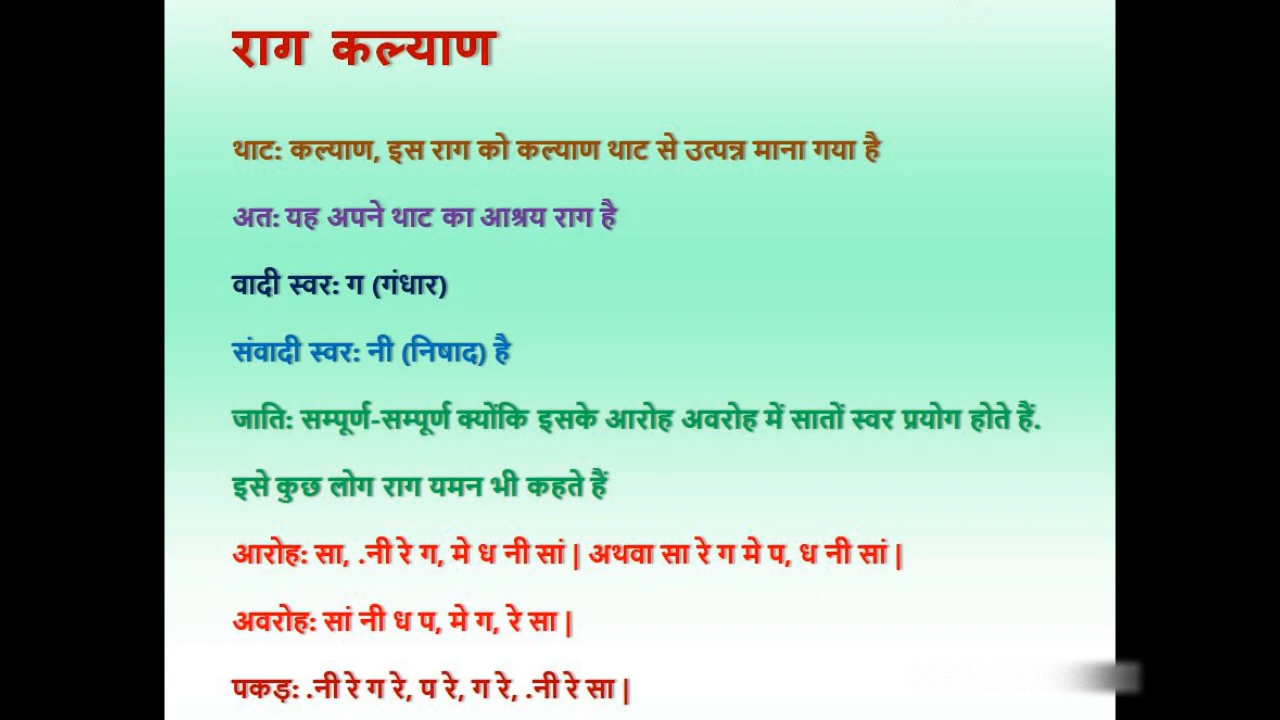 राग कल्याण
थाट: कल्याण, इस राग को कल्याण थाट से उत्पन्न माना गया है
अत: यह अपने थाट का आश्रय राग है
वादी स्वर: ग (गंधार)
संवादी स्वर: नी (निषाद) है
जाति: सम्पूर्ण-सम्पूर्ण क्योंकि इसके आरोह अवरोह में सातों स्वर प्रयोग होते हैं.
इसे कुछ लोग राग यमन भी कहते हैं
आरोह: सा, .नी रे ग, मे ध नी सां | अथवा सा रे ग मे प, ध नी सां |
अवरोह: सां नी ध प, मे ग, रे सा |
पकड़: .नी रे ग रे, प रे, ग रे, .नी रे सा |